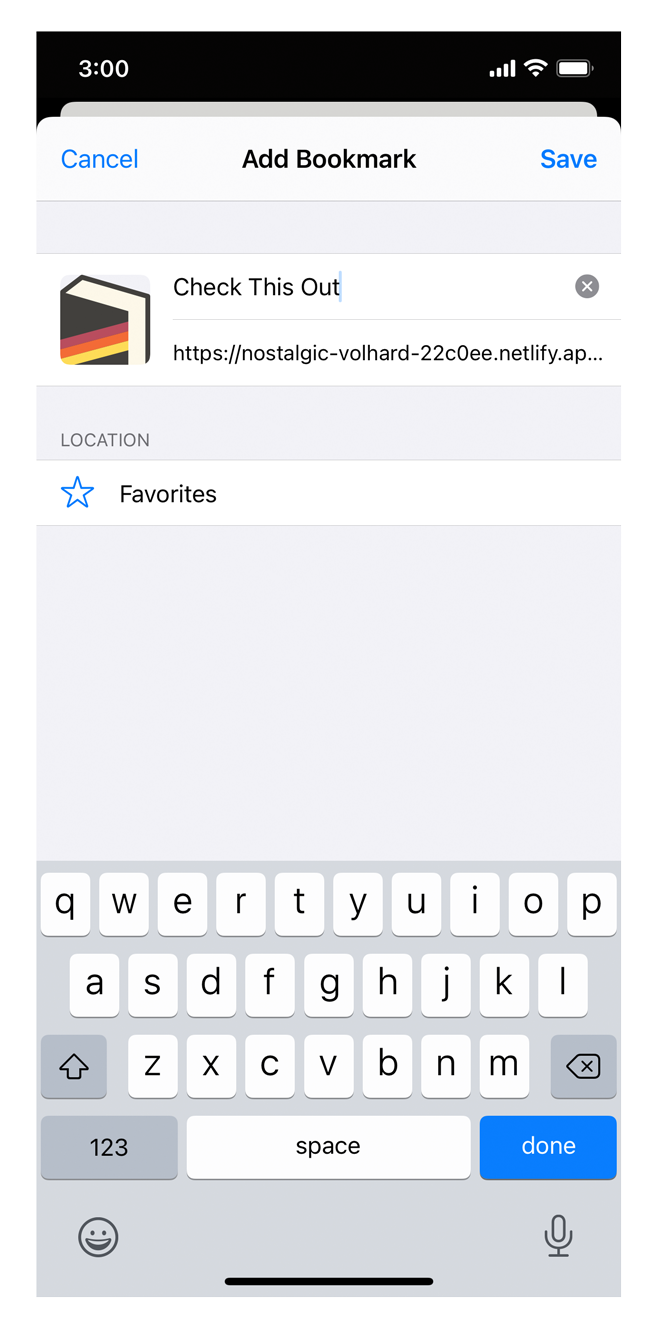 3:00
Cancel Add Bookmark Save
Check This Out
https://nostalgic-volhard-22c0ee.netlify.ap...
LOCATION
Favorites
q w e r t y u i o p
a s d f g h j k l
z x c v b n m
123 space done